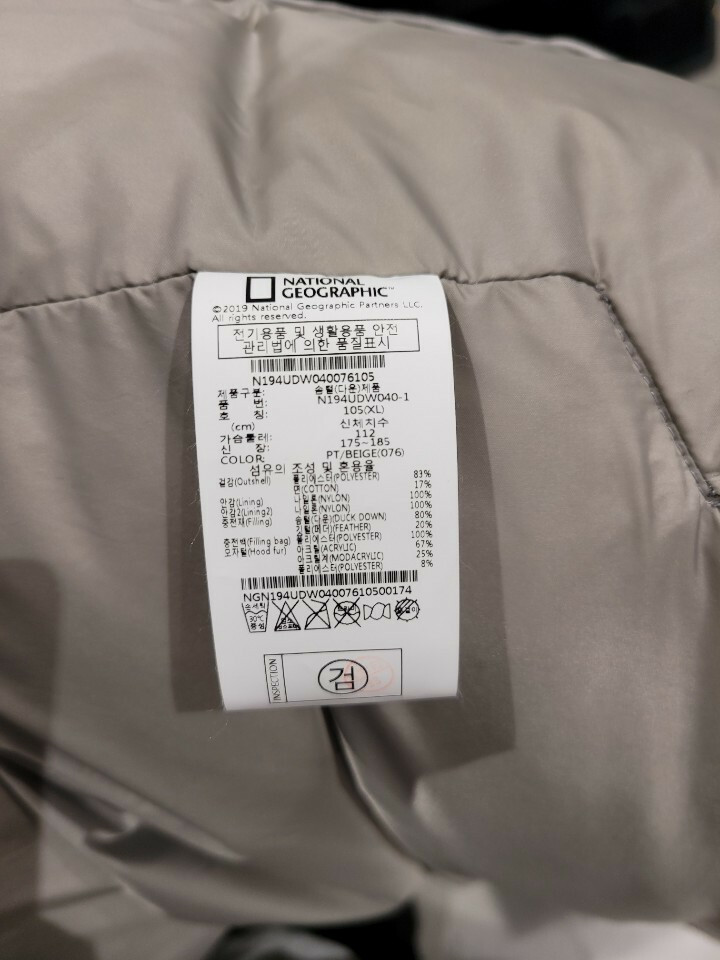 NATIONAL
GEOGRAPHIC™
©2019 National Geographic Partners LLC.
All rights reserved.
전기용품 및 생활용품 안전
관리법에 의한 품질표시
N194UDW040076105
제품구분: 솜털(다운)제품
품 번: N194UDW040-1
호 칭: 105(XL)
(cm) 신체치수
가슴둘레: 112
신 장: 175~185
COLOR: PT/BEIGE(076)
섬유의 조성 및 혼용율
겉감(Outshell) 폴리에스터(POLYESTER) 83%
면(COTTON) 17%
안감(Lining) 나일론(NYLON) 100%
안감2(Lining2) 나일론(NYLON) 100%
충전재(Filling) 솜털(다운)(DUCK DOWN) 80%
깃털(페더)(FEATHER) 20%
충전백(Filling bag) 폴리에스터(POLYESTER) 100%
모자털(Hood fur) 아크릴(ACRYLIC) 67%
아크릴계(MODACRYLIC) 25%
폴리에스터(POLYESTER) 8%
NGN194UDW04007610500174
손세탁
30℃
중성
INSPECTION
검